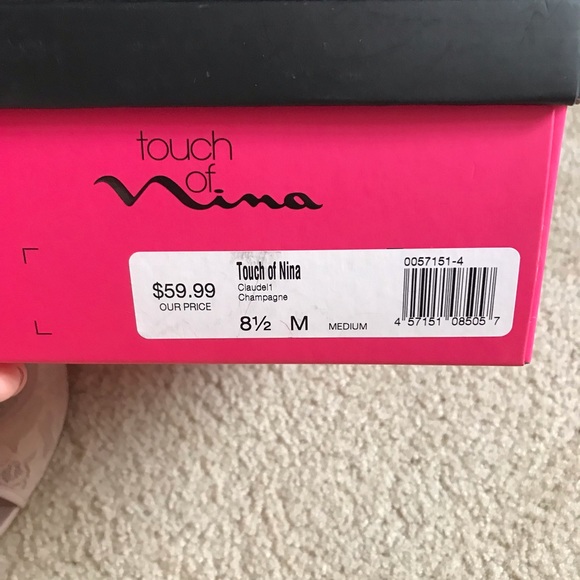 touch
of
Nina
$59.99
OUR PRICE
Touch of Nina
Claudel1
Champagne
8½ M MEDIUM
0057151-4
4 57151 08505 7